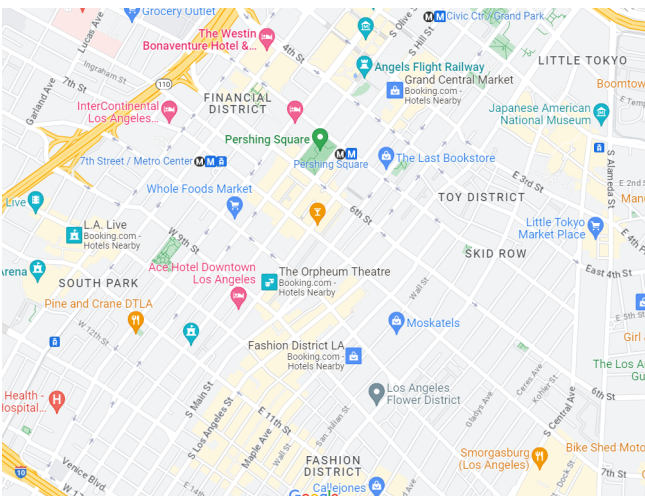 Grocery Outlet
Lucas Ave
The Westin
Bonaventure Hotel &...
4th St
S Olive S
S Hill St
Civic Ctr/Grand Park
LITTLE TOKYO
Angels Flight Railway
Grand Central Market
Booking.com -
Hotels Nearby
Boomtow
E Temp
Garland Ave
Ingraham St
7th St
110
FINANCIAL
DISTRICT
InterContinental
Los Angeles...
Japanese American
National Museum
Pershing Square
7th Street / Metro Center
Pershing Square
The Last Bookstore
S Alameda St
E 3rd St
E 2nd S
Whole Foods Market
TOY DISTRICT
Man
Live
6th St
Little Tokyo
Market Place
E 4th P
L.A. Live
Booking.com -
Hotels Nearby
W 9th St
SKID ROW
Arena
Ace Hotel Downtown
Los Angeles
The Orpheum Theatre
Booking.com -
Hotels Nearby
East 4th St
SOUTH PARK
Wall St
Pine and Crane DTLA
W 12th St
Moskatels
E 5th S
Girl
Fashion District LA
Booking.com -
Hotels Nearby
The Los A
Gu
Health -
Hospital...
Los Angeles
Flower District
Ceres Ave
Kohler St
6th St
S Main St
S Los Angeles St
Maple Ave
E 11th St
Wall St
San Julian St
Gladys Ave
S Central Ave
FASHION
DISTRICT
Smorgasburg
(Los Angeles)
Bike Shed Moto
10
Venice Blvd.
W 17
E 14th St
Google
Callejones
Dock St
7th St